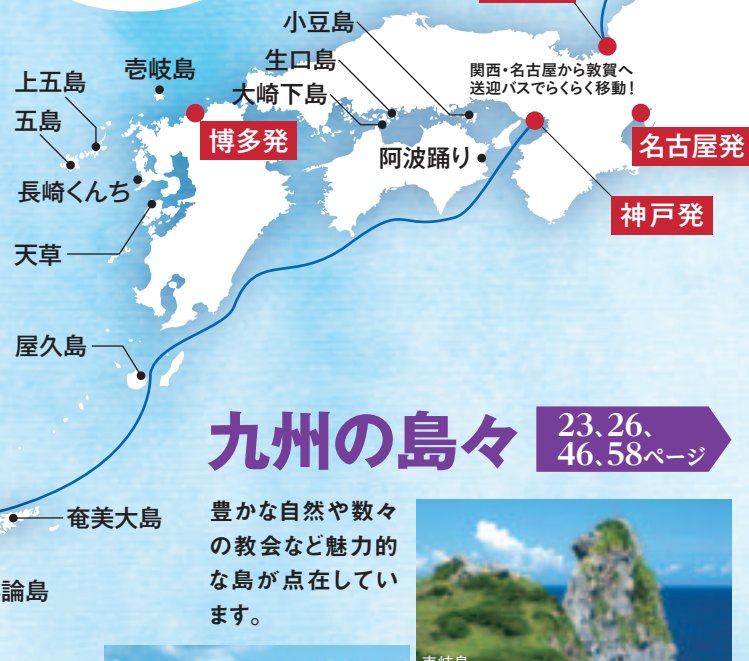 小豆島
生口島
大崎下島
壱岐島
上五島
五島
長崎くんち
天草
屋久島
博多発
阿波踊り
関西・名古屋から敦賀へ
送迎バスでらくらく移動！
名古屋発
神戸発
奄美大島
論島
九州の島々
23、26、
46、58ページ
豊かな自然や数々
の教会など魅力的
な島が点在してい
ます。